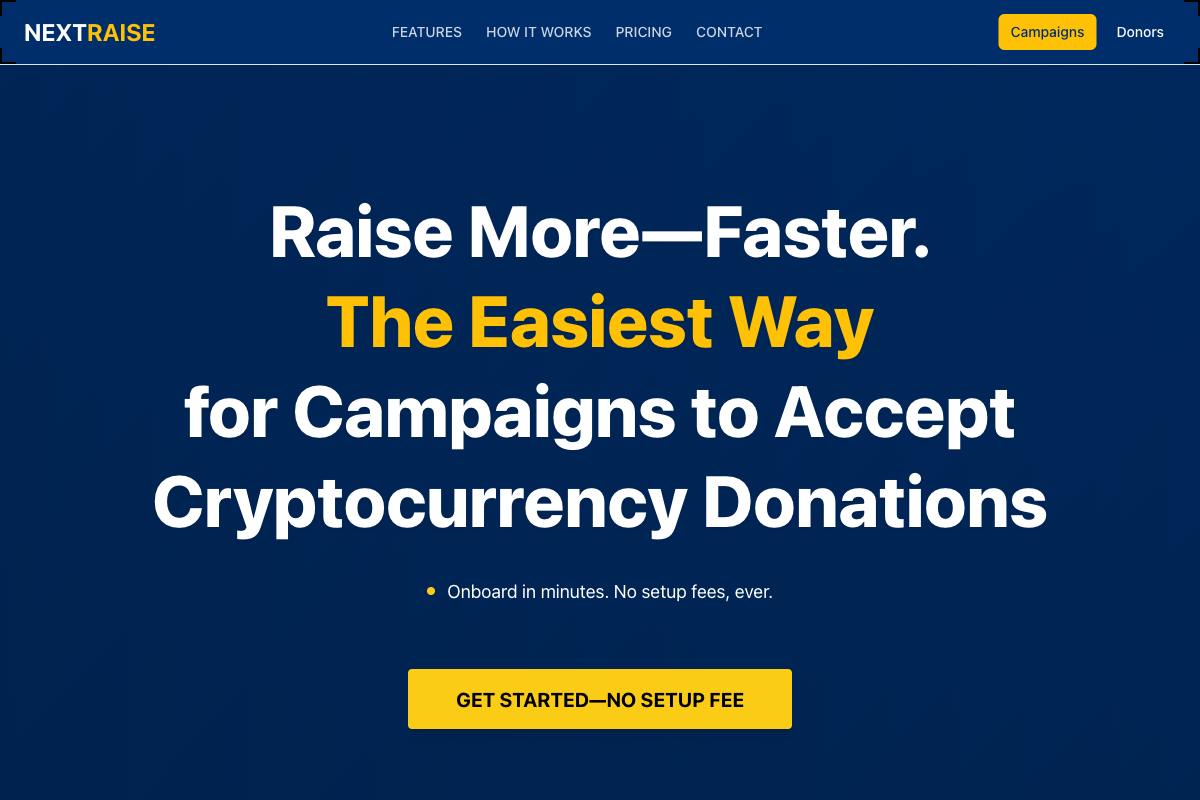 NEXTRAISE
FEATURES
HOW IT WORKS
PRICING
CONTACT
Campaigns
Donors
Raise More—Faster.
The Easiest Way
for Campaigns to Accept
Cryptocurrency Donations
Onboard in minutes. No setup fees, ever.
GET STARTED—NO SETUP FEE